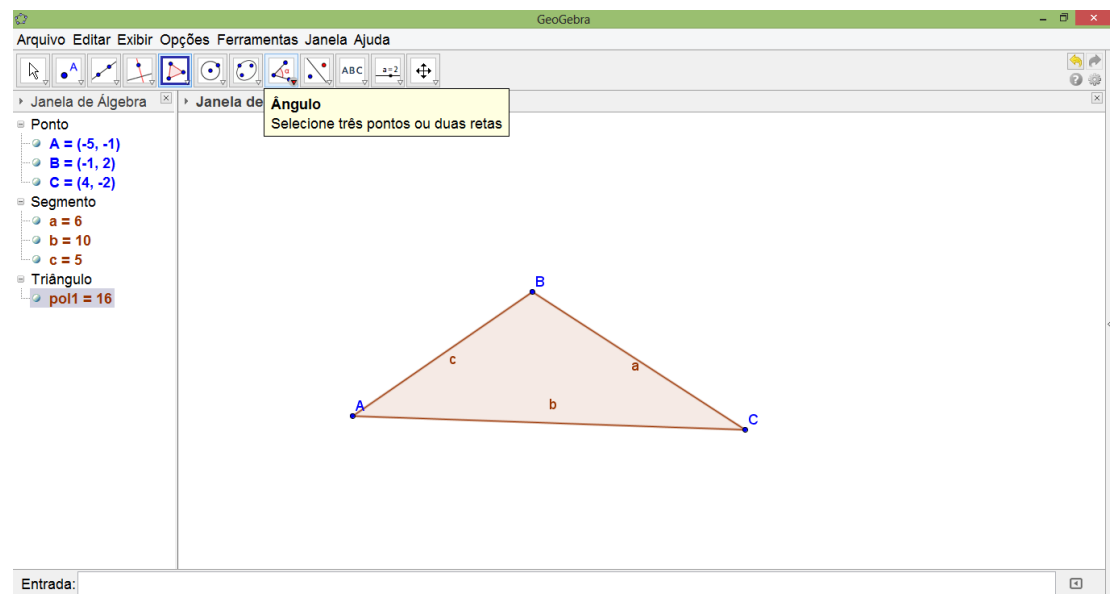 GeoGebra
Arquivo Editar Exibir Opções Ferramentas Janela Ajuda
A
α
ABC
a=2
Janela de Álgebra
Janela de
Ângulo
Selecione três pontos ou duas retas
Ponto
A = (-5, -1)
B = (-1, 2)
C = (4, -2)
Segmento
a = 6
b = 10
c = 5
Triângulo
pol1 = 16
B
c
a
A
b
C
Entrada: